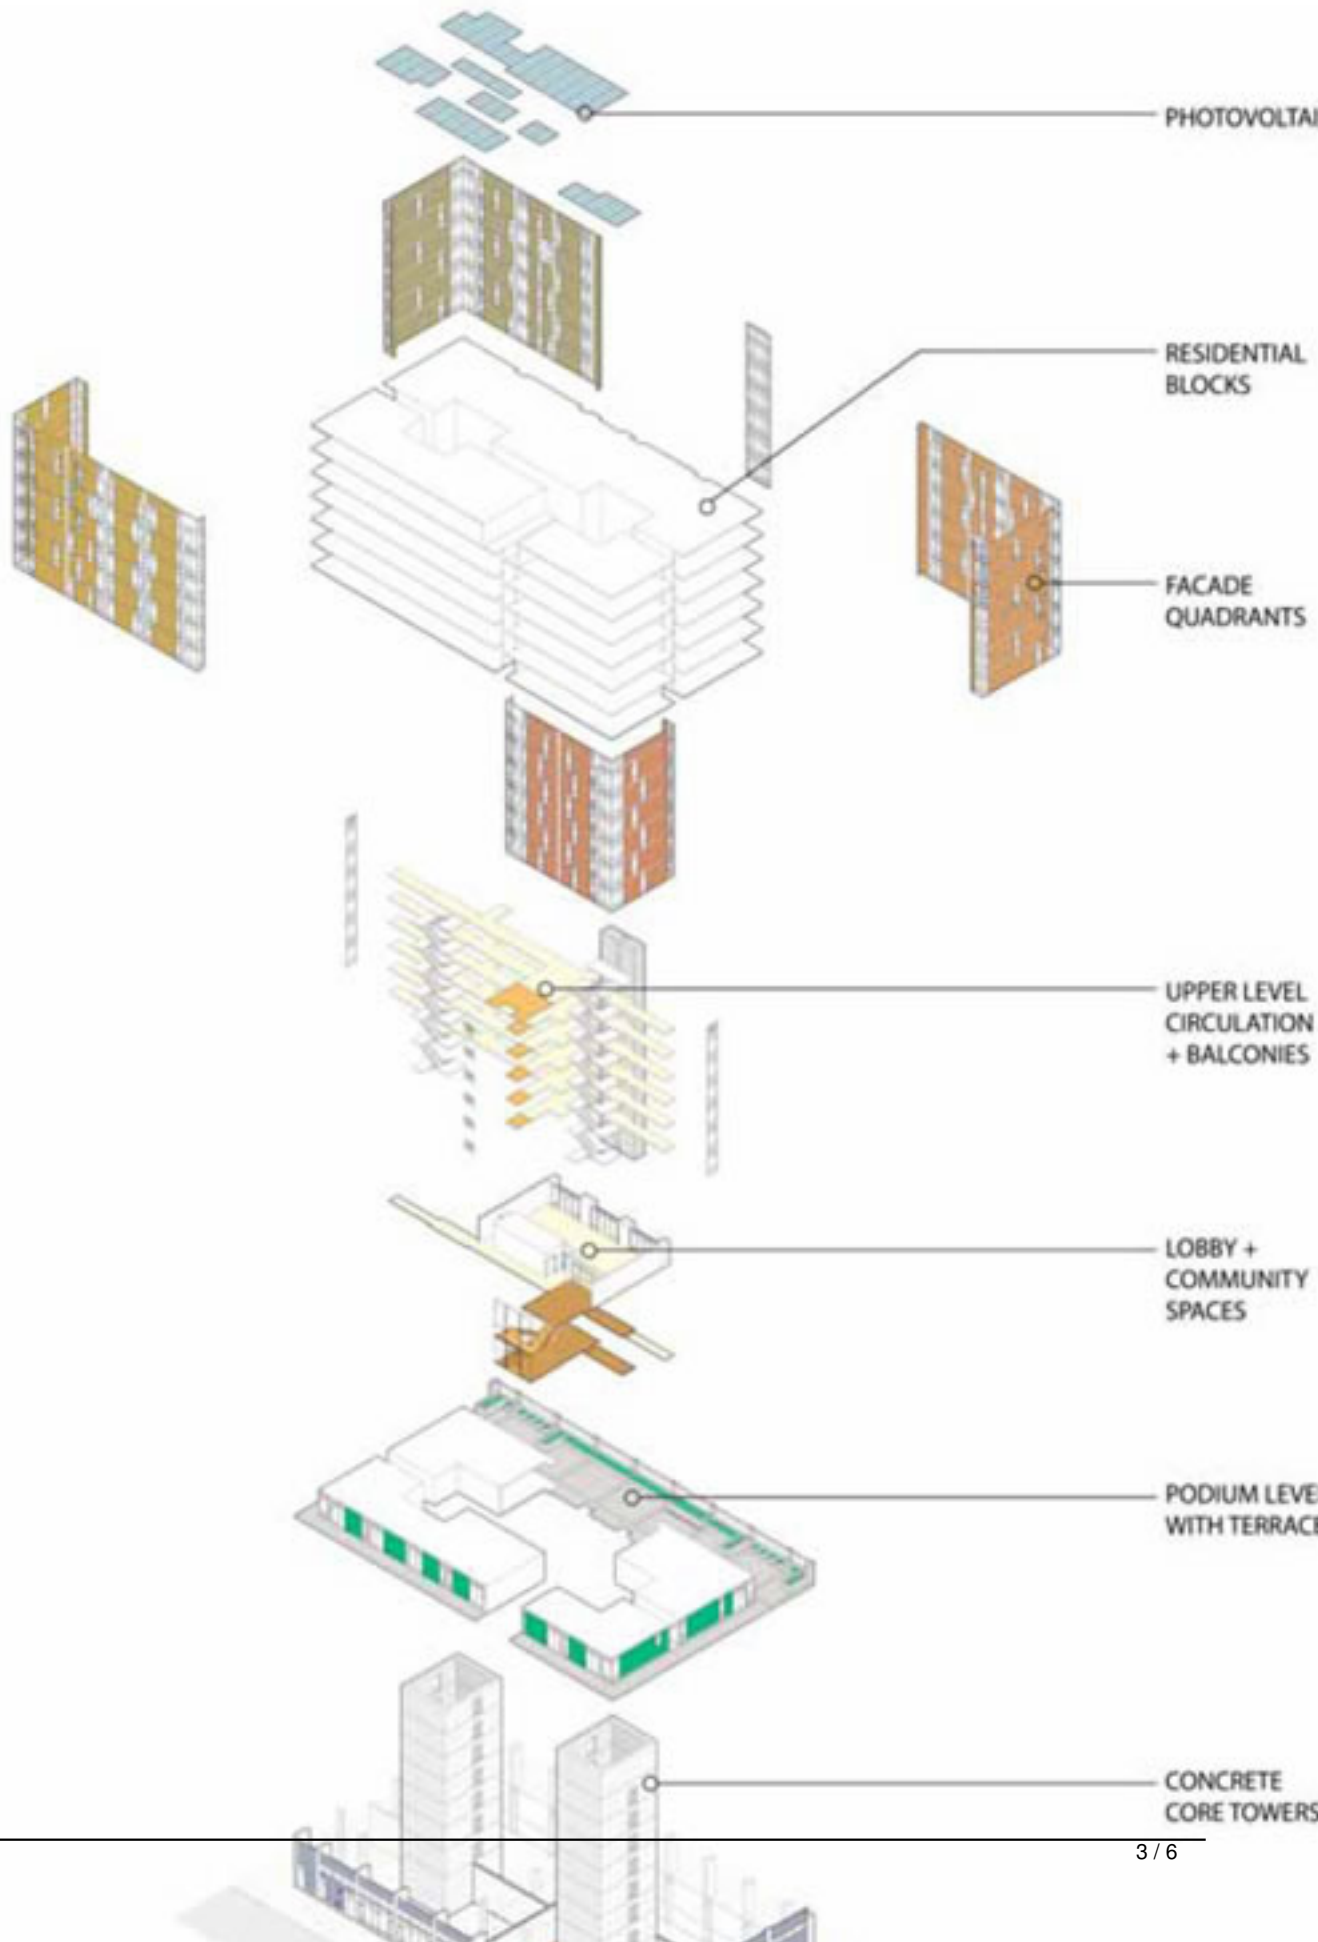 PHOTOVOLTAI
RESIDENTIAL
BLOCKS
FACADE
QUADRANTS
UPPER LEVEL
CIRCULATION
+ BALCONIES
LOBBY +
COMMUNITY
SPACES
PODIUM LEVE
WITH TERRACE
CONCRETE
CORE TOWERS
3 / 6